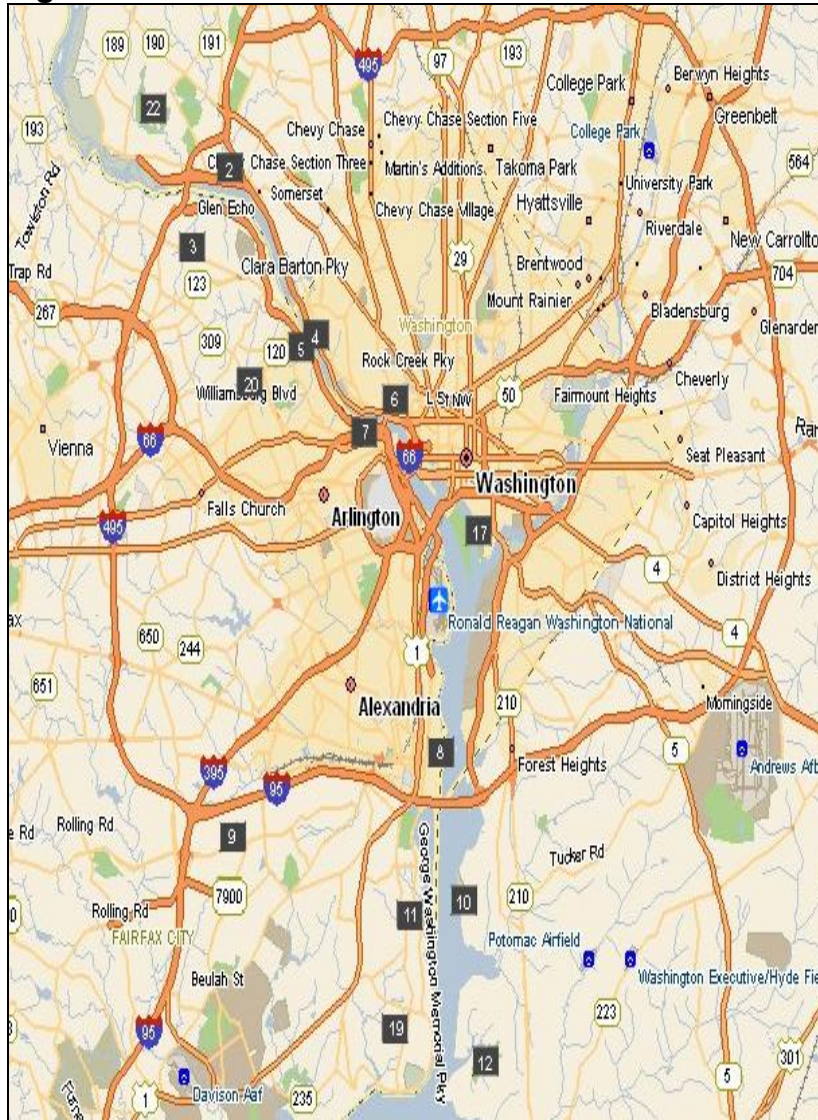 189
190
191
495
97
193
College Park
Berwyn Heights
Greenbelt
22
193
Chevy Chase
Chevy Chase Section Five
College Park
2
Chase Section Three
Martin's Additions
Takoma Park
564
Towlston Rd
Somerset
University Park
Glen Echo
Chevy Chase Village
Hyattsville
Riverdale
3
29
New Carrollto
Clara Barton Pky
Brentwood
704
Trap Rd
123
Mount Rainier
267
Bladensburg
Glenarden
309
120
5
4
Washington
Rock Creek Pky
20
Williamsburg Blvd
6
L St NW
50
Fairmount Heights
Cheverly
66
7
66
Vienna
Seat Pleasant
Washington
495
Falls Church
Arlington
17
Capitol Heights
4
District Heights
Ronald Reagan Washington National
650
244
1
4
651
Alexandria
210
Morningside
8
5
395
95
Forest Heights
Andrews Afb
Rolling Rd
9
Tucker Rd
7900
10
210
Rolling Rd
11
George Washington Memorial Pky
FAIRFAX CITY
Potomac Airfield
Beulah St
Washington Executive/Hyde Fie
223
95
19
12
301
Davison Aaf
1
235
5